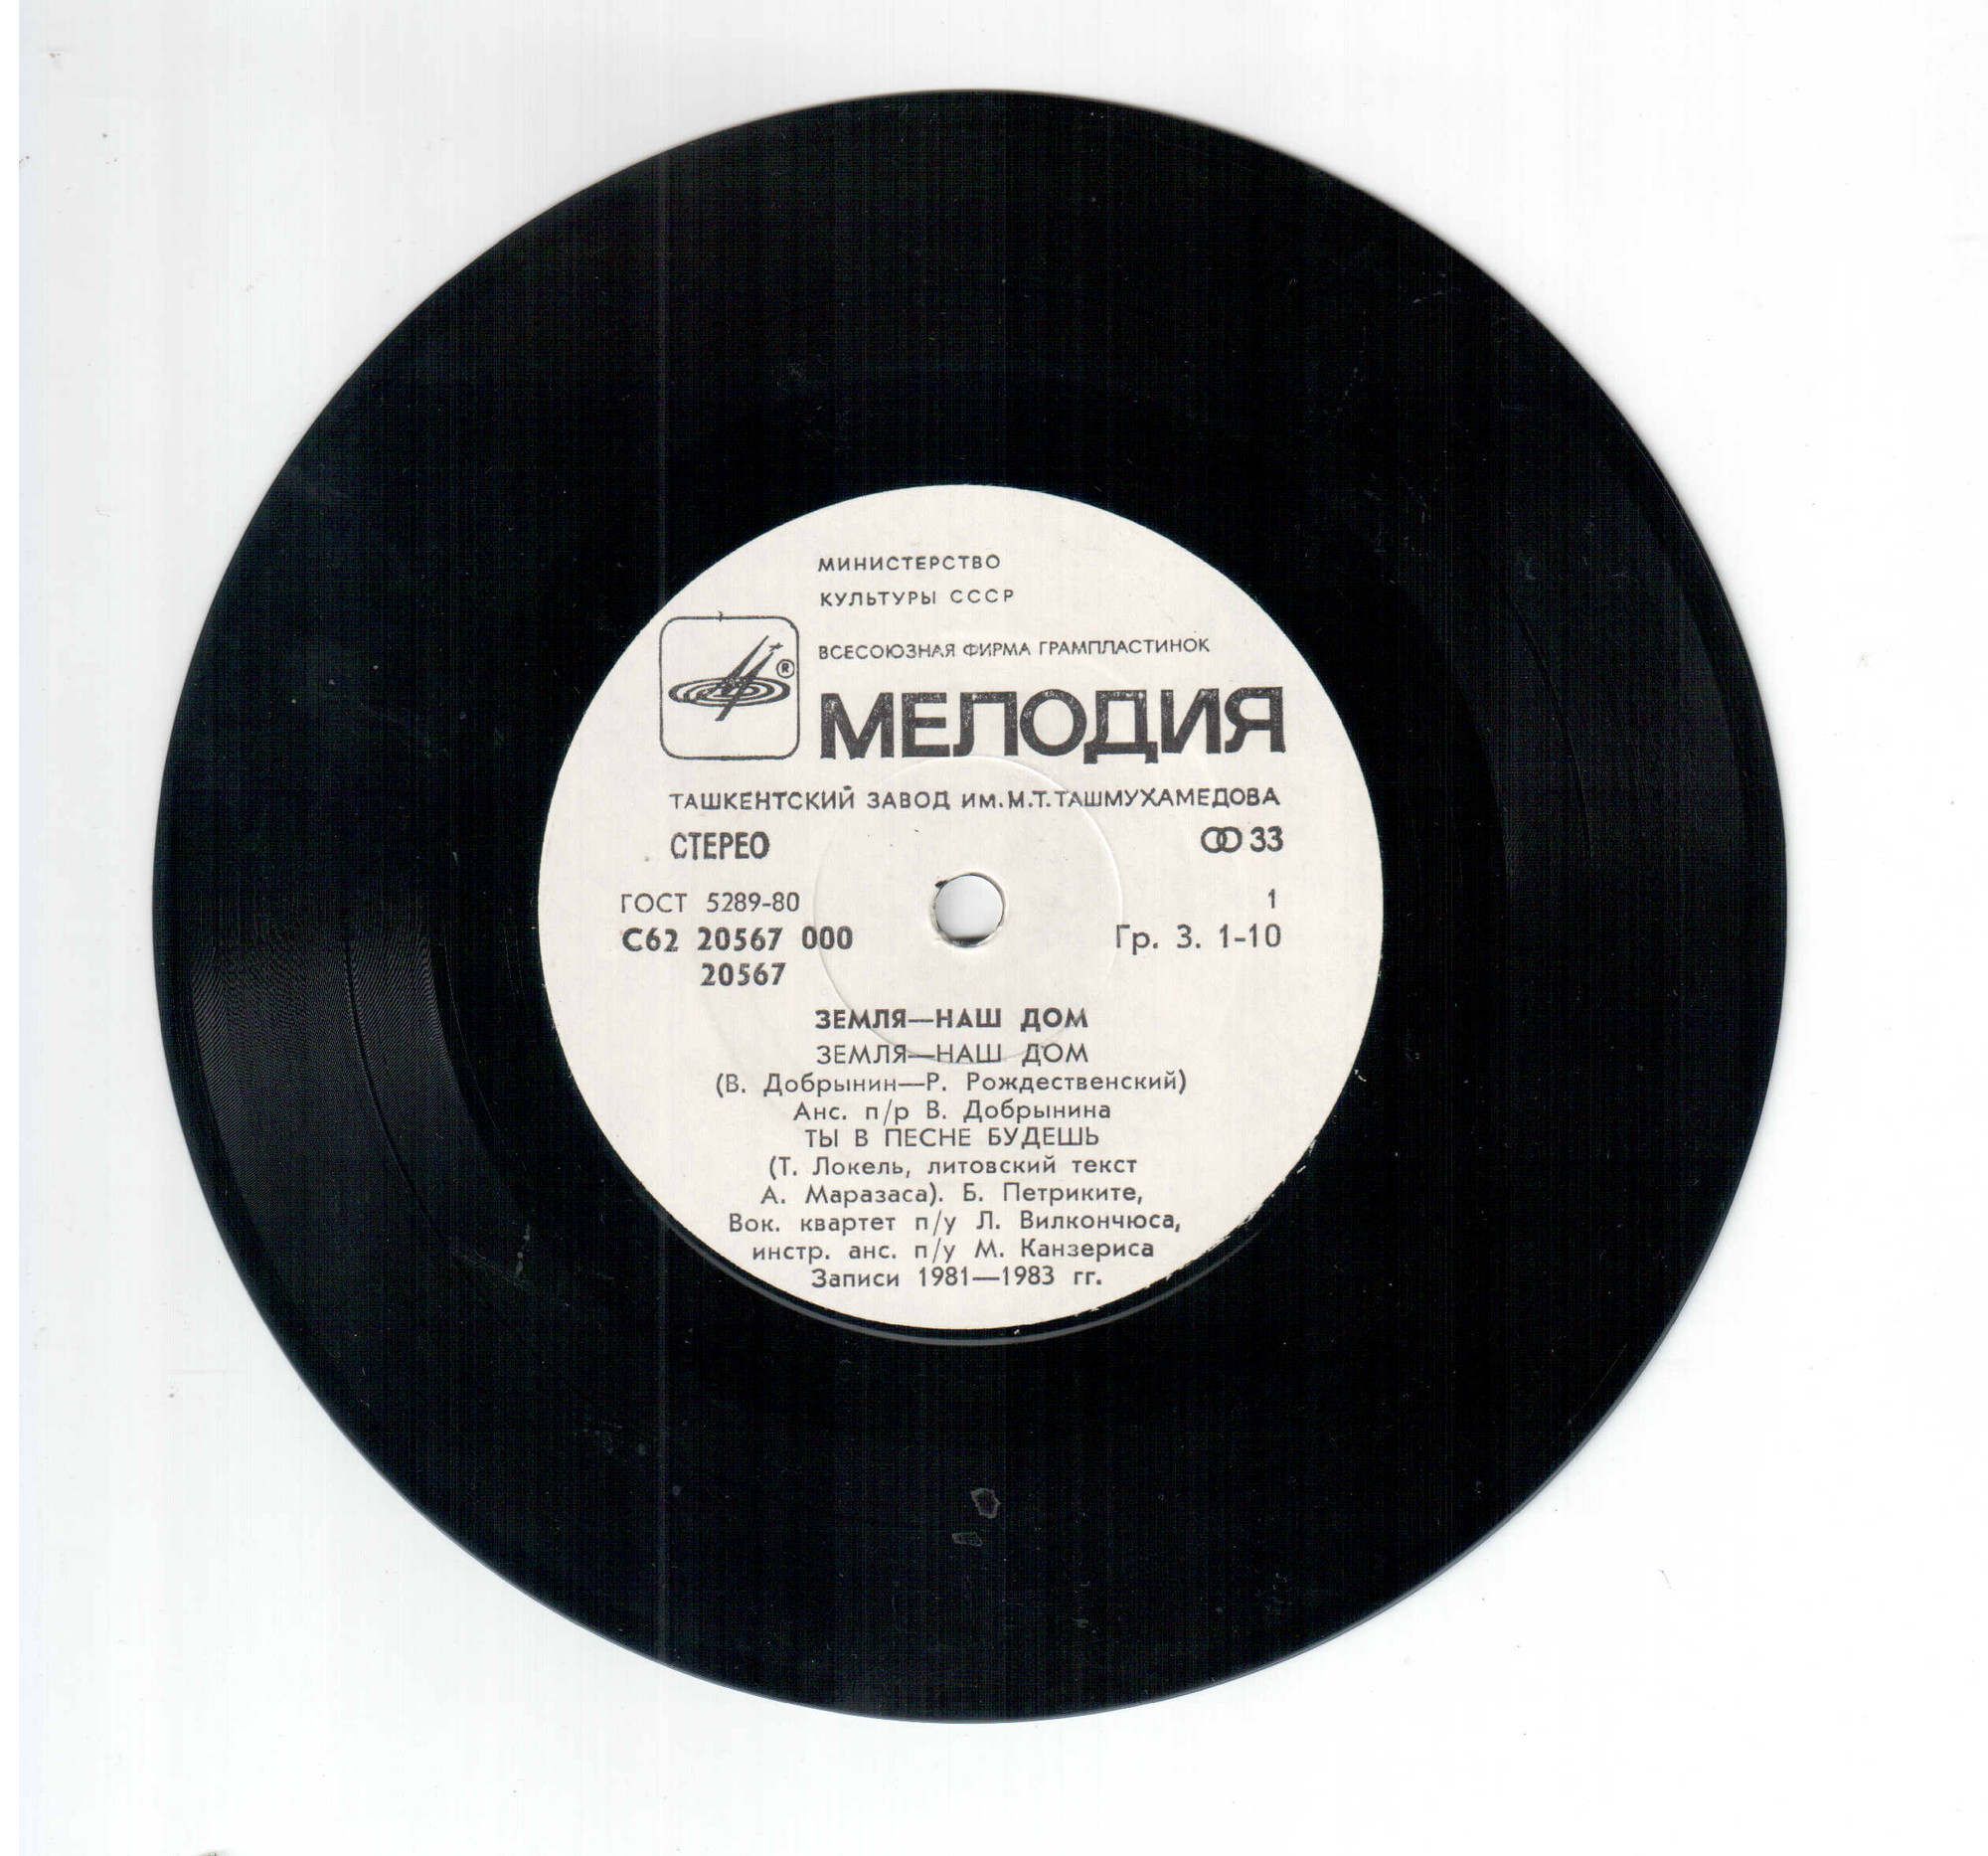 МИНИСТЕРСТВО
КУЛЬТУРЫ СССР
ВСЕСОЮЗНАЯ ФИРМА ГРАМПЛАСТИНОК
®
МЕЛОДИЯ
ТАШКЕНТСКИЙ ЗАВОД ИМ.М.Т.ТАШМУХАМЕДОВА
СТЕРЕО 33
ГОСТ 5289-80 1
С62 20567 000 Гр. 3. 1-10
20567
ЗЕМЛЯ—НАШ ДОМ
ЗЕМЛЯ—НАШ ДОМ
(В. Добрынин—Р. Рождественский)
Анс. п/р В. Добрынина
ТЫ В ПЕСНЕ БУДЕШЬ
(Т. Локель, литовский текст
А. Маразаса). Б. Петриките,
Вок. квартет п/у Л. Вилкончюса,
инстр. анс. п/у М. Канзериса
Записи 1981—1983 гг.